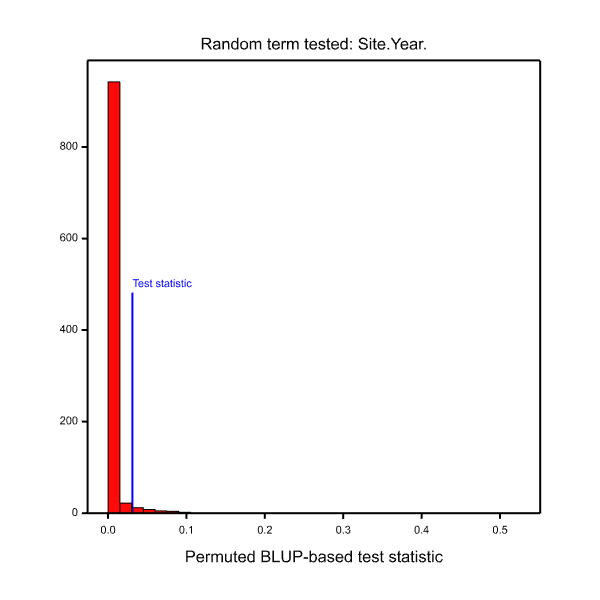 Random term tested: Site.Year.
800
600
400
200
0
Test statistic
0.0 0.1 0.2 0.3 0.4 0.5
Permuted BLUP-based test statistic